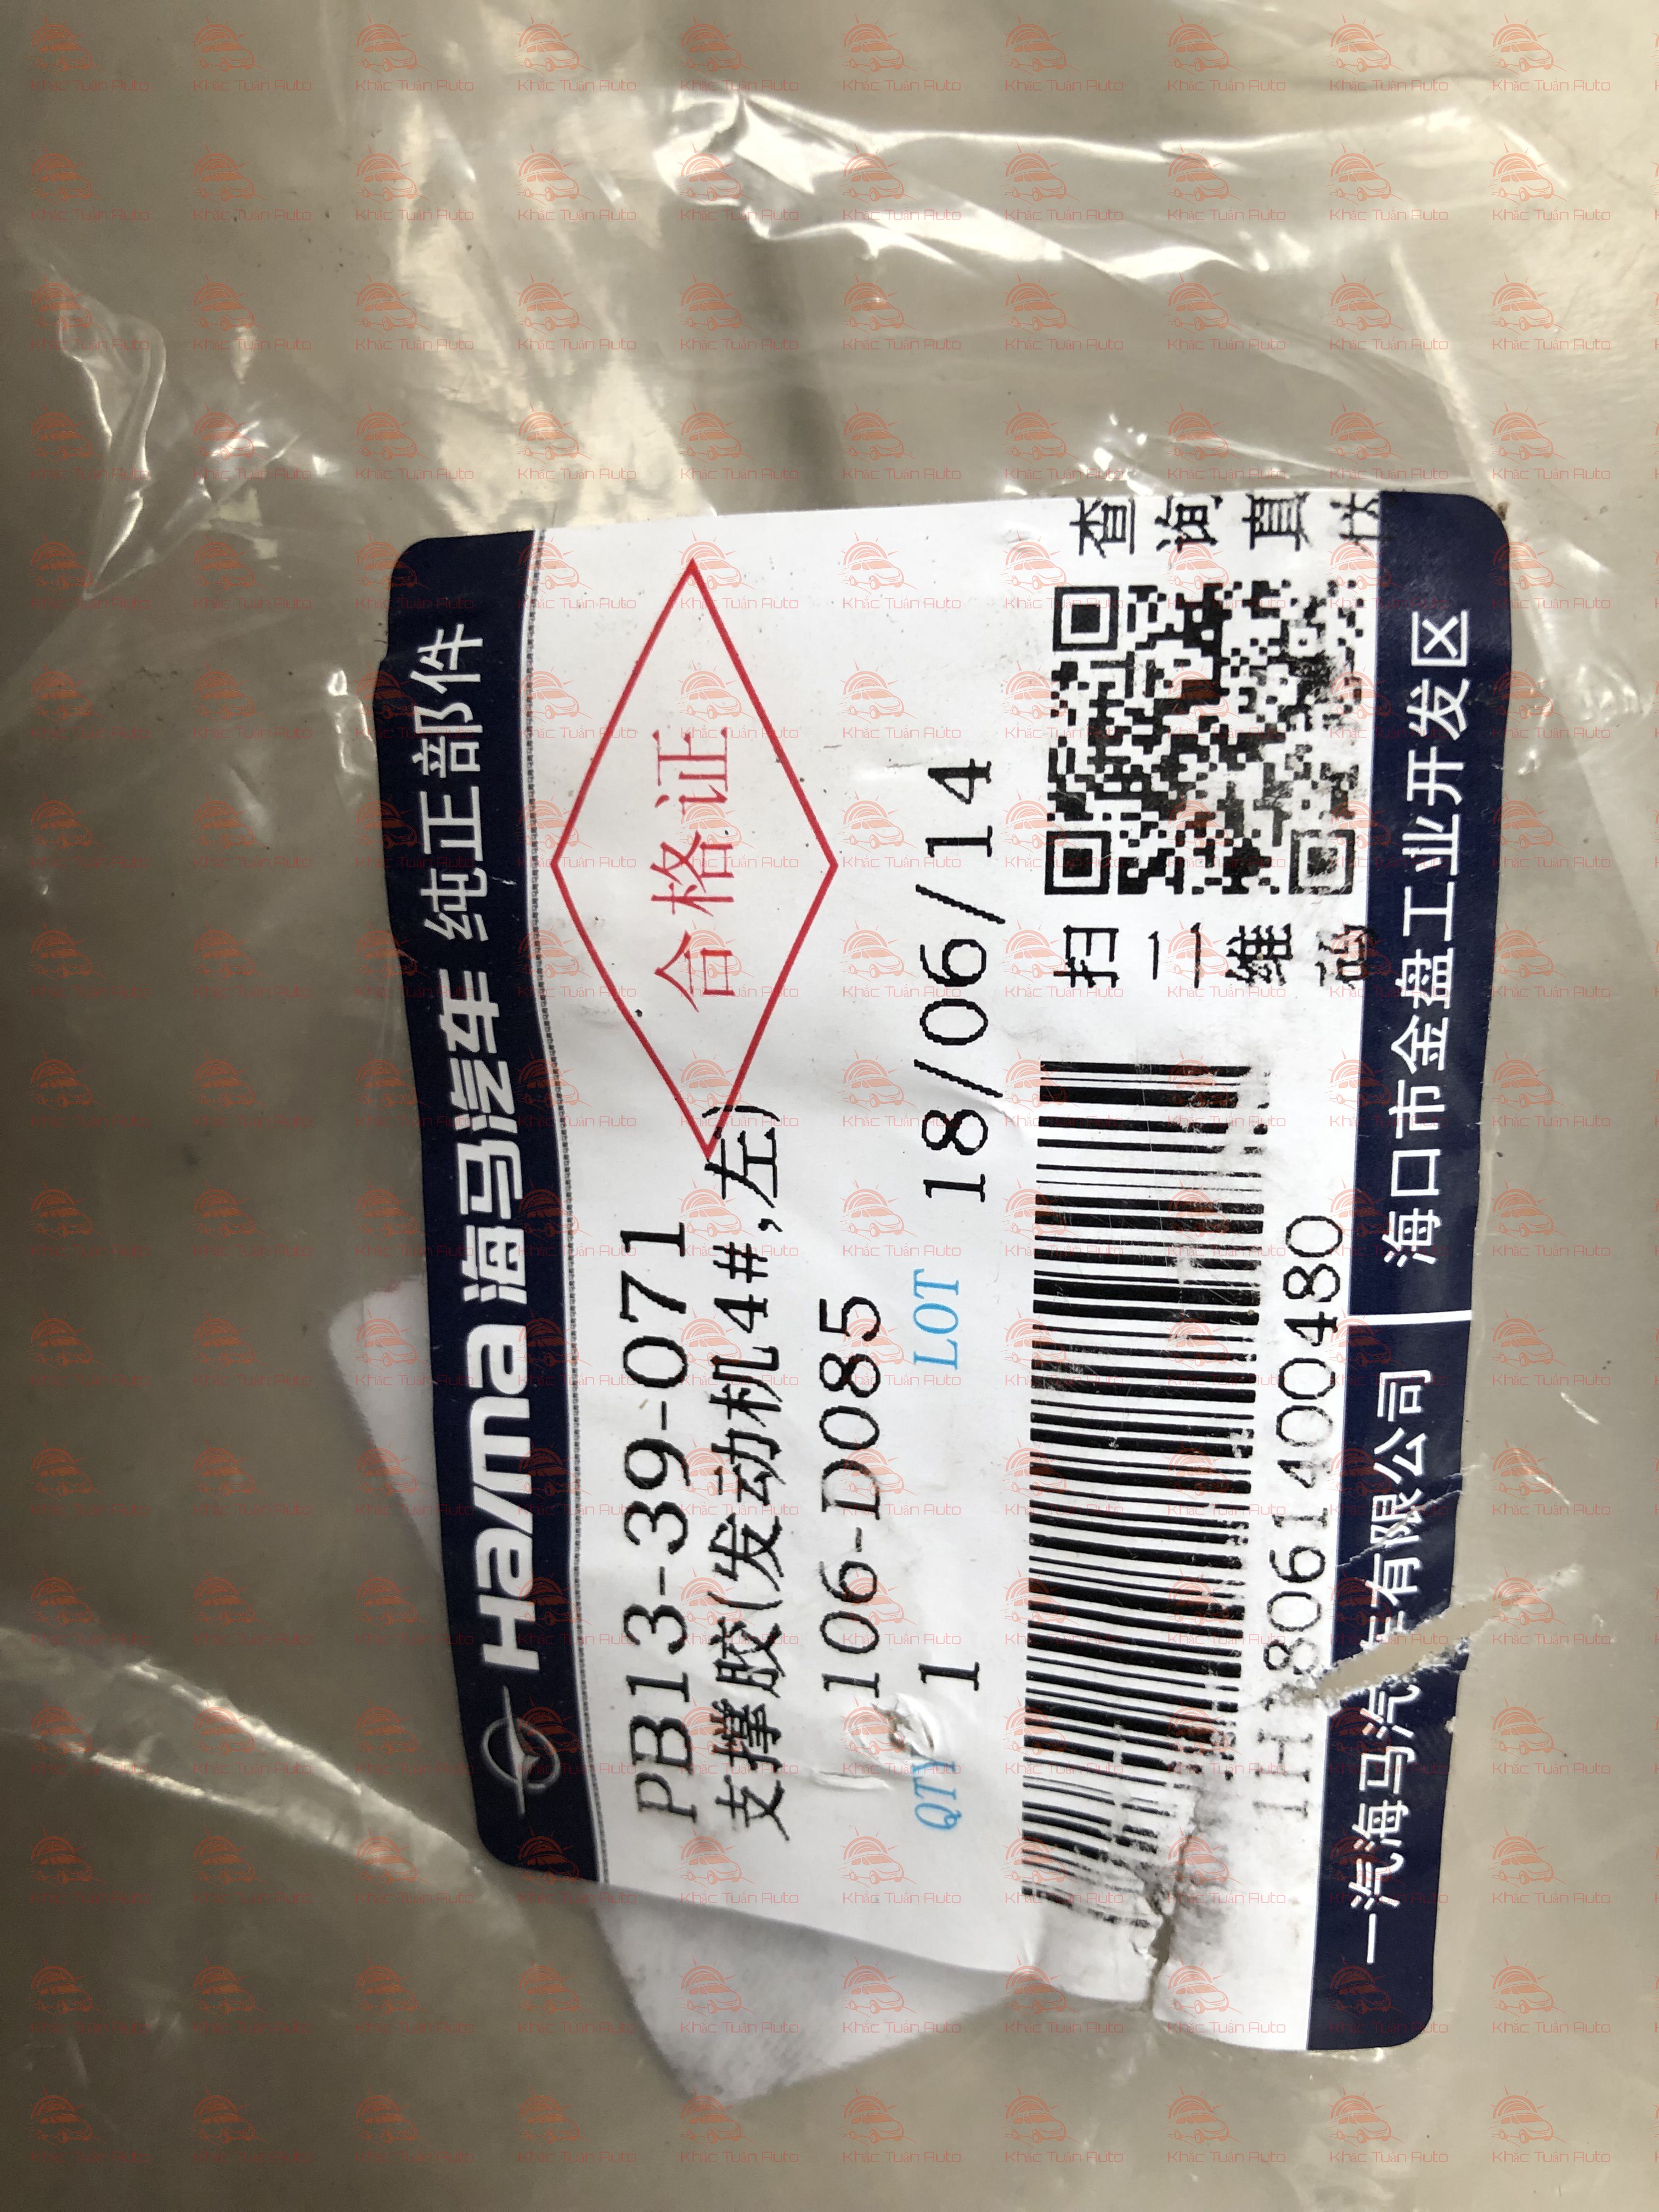 Haima 海马汽车 纯正部件
合格证
PB13-39-071
支撑胶(发动机4#,左)
106-D085
QTY 1 LOT 18/06/14
扫二维码
查询真伪
1H18061400480
一汽海马汽车有限公司 海口市金盘工业开发区
Khắc Tuấn Auto